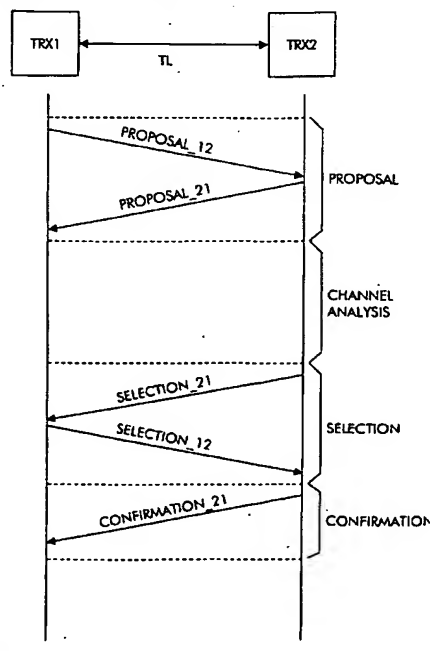 TRX1
TRX2
TL
PROPOSAL_12
PROPOSAL_21
PROPOSAL
CHANNEL
ANALYSIS
SELECTION_21
SELECTION_12
SELECTION
CONFIRMATION_21
CONFIRMATION